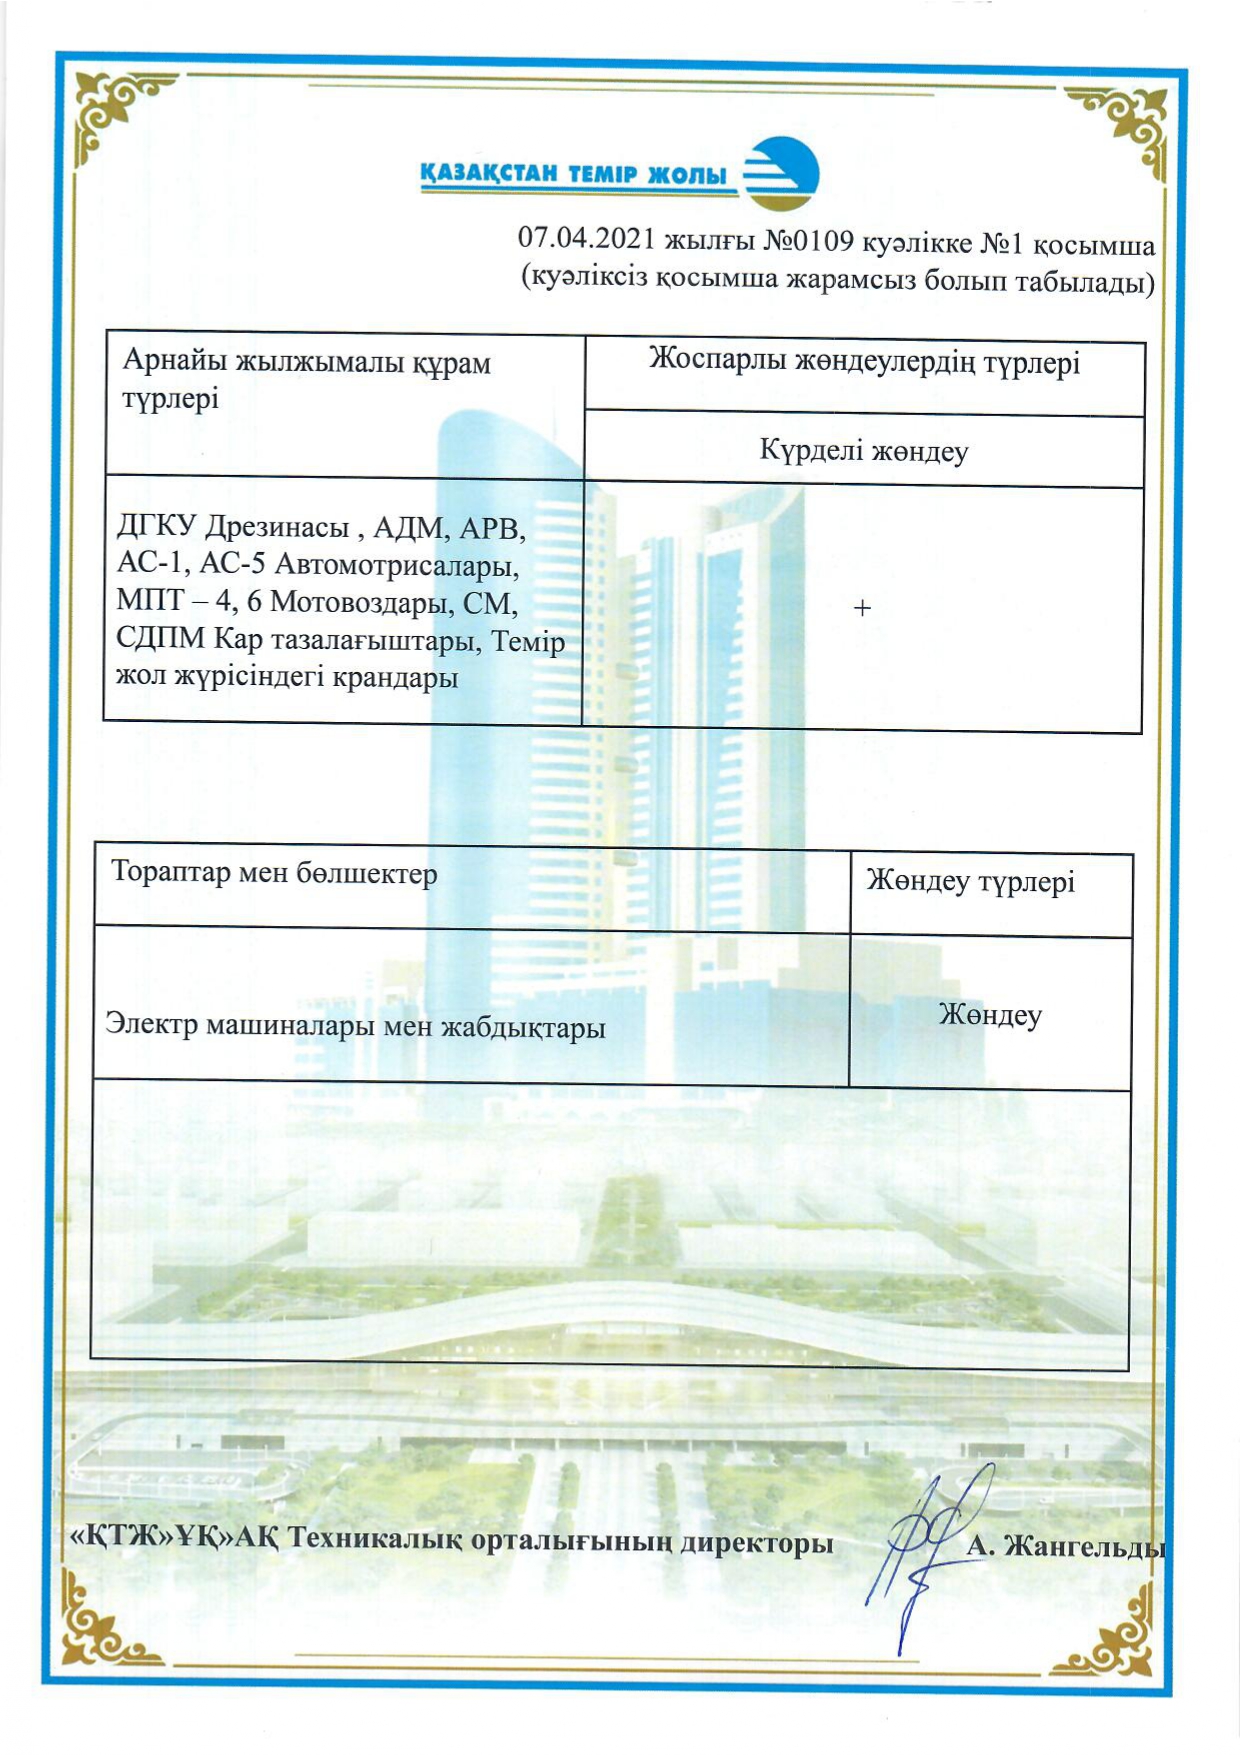 ҚАЗАҚСТАН ТЕМІР ЖОЛЫ
07.04.2021 жылғы №0109 куәлікке №1 қосымша
(куәліксіз қосымша жарамсыз болып табылады)
Арнайы жылжымалы құрам
түрлері
Жоспарлы жөндеулердің түрлері
Күрделі жөндеу
ДГКУ Дрезинасы , АДМ, АРВ,
АС-1, АС-5 Автомотрисалары,
МПТ – 4, 6 Мотовоздары, СМ,
СДПМ Кар тазалағыштары, Темір
жол жүрісіндегі крандары
+
Тораптар мен бөлшектер
Жөндеу түрлері
Электр машиналары мен жабдықтары
Жөндеу
«ҚТЖ»ҰҚ»АҚ Техникалық орталығының директоры
А. Жангельды